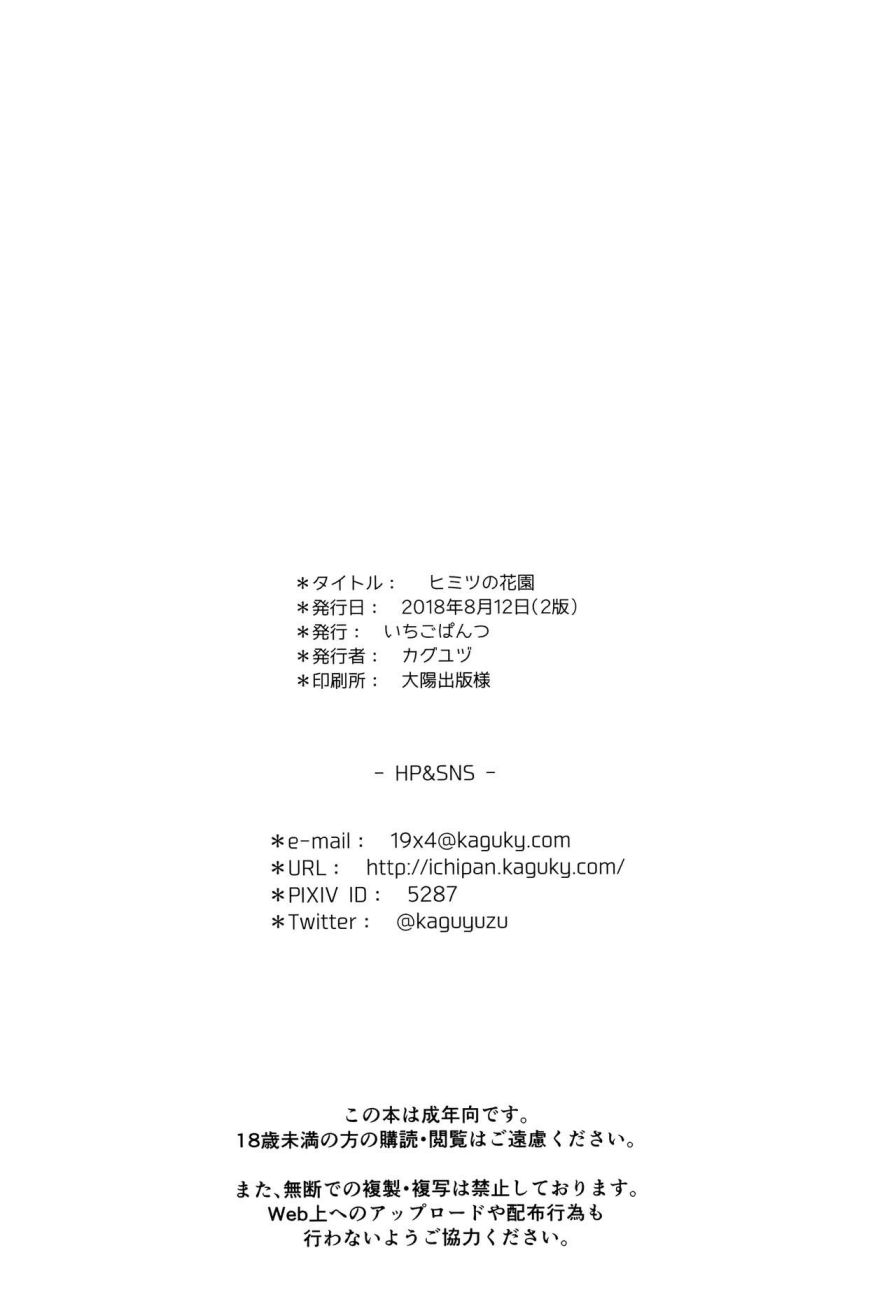 ＊タイトル： ヒミツの花園
＊発行日： 2018年8月12日(2版)
＊発行： いちごぱんつ
＊発行者： カグユヅ
＊印刷所： 大陽出版様
- HP&SNS -
＊e-mail： 19x4@kaguky.com
＊URL： http://ichipan.kaguky.com/
＊PIXIV ID： 5287
＊Twitter： @kaguyuzu
この本は成年向です。
18歳未満の方の購読・閲覧はご遠慮ください。
また、無断での複製・複写は禁止しております。
Web上へのアップロードや配布行為も
行わないようご協力ください。